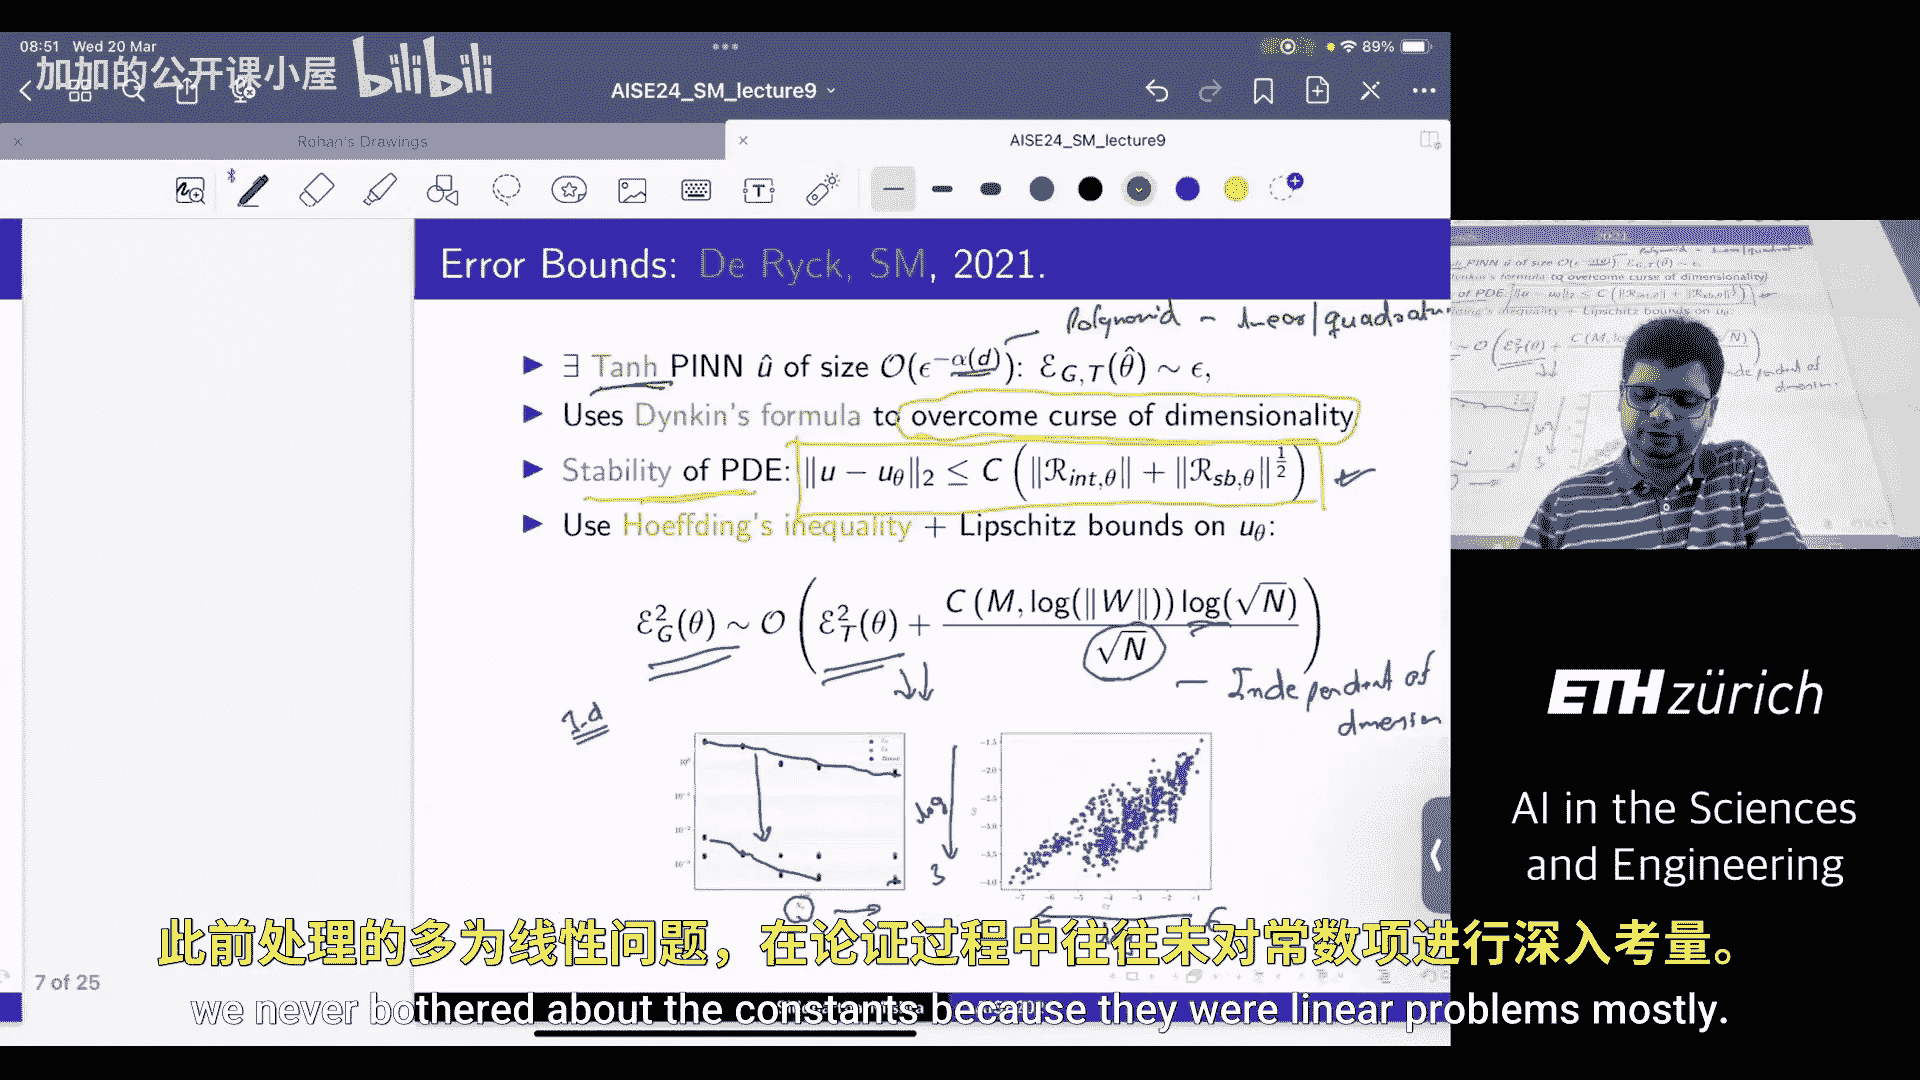 08:51 Wed 20 Mar
89%
加加的公开课小屋 bilibili
AISE24_SM_lecture9
Rohan's Drawings
AISE24_SM_lecture9
Error Bounds: De Ryck, SM, 2021.
Polynomial ~ linear/quadratic
∃ Tanh PINN û of size 𝒪(ϵ^{-α(d)}): ℰ_{G,T}(θ̂) ~ ϵ,
Uses Dynkin's formula to overcome curse of dimensionality
Stability of PDE: ‖u − u_θ‖₂ ≤ C (‖ℛ_{int,θ}‖ + ‖ℛ_{sb,θ}‖^{1/2})
Use Hoeffding's inequality + Lipschitz bounds on u_θ:
ℰ²_G(θ) ~ 𝒪 (ℰ²_T(θ) + C (M, log(‖W‖)) log(√N) / √N)
— Independent of
dimension
1-d
log
3
ETH zürich
AI in the Sciences
and Engineering
7 of 25
此前处理的多为线性问题，在论证过程中往往未对常数项进行深入考量。
we never bothered about the constants because they were linear problems mostly.